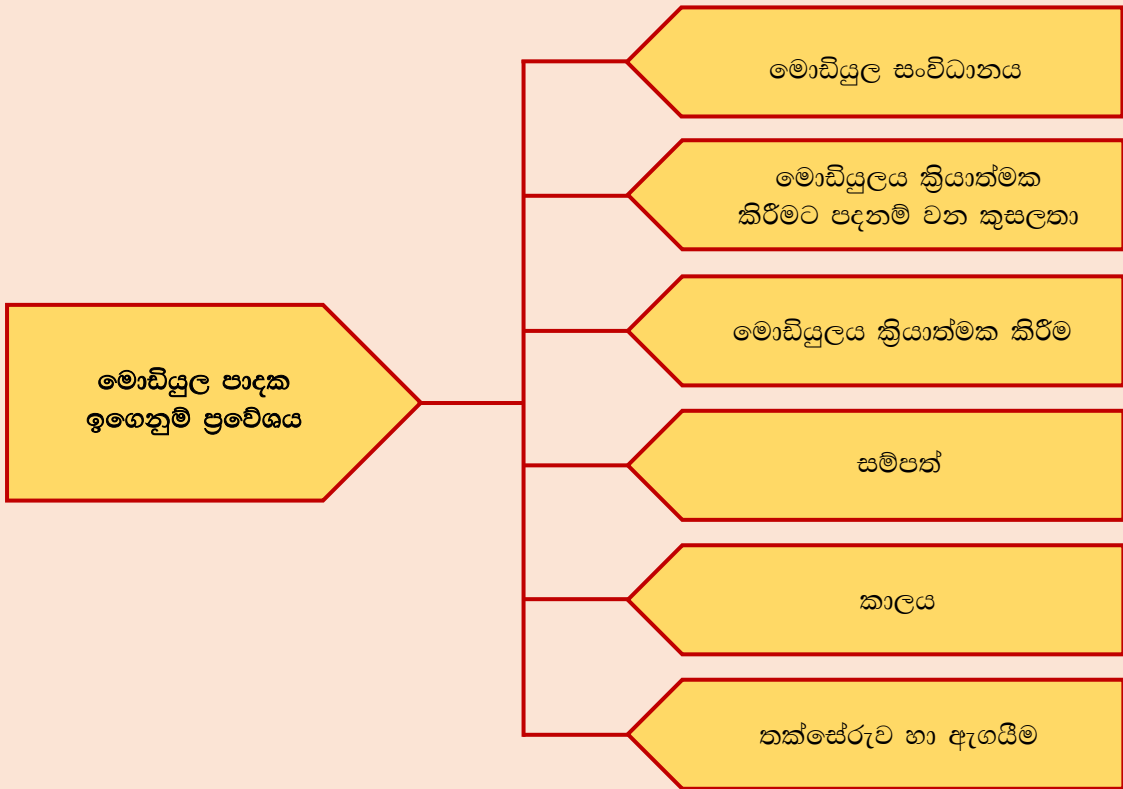 මොඩියුල පාදක
ඉගෙනුම් ප්‍රවේශය
මොඩියුල සංවිධානය
මොඩියුලය ක්‍රියාත්මක
කිරීමට පදනම් වන කුසලතා
මොඩියුලය ක්‍රියාත්මක කිරීම
සම්පත්
කාලය
තක්සේරුව හා ඇගයීම